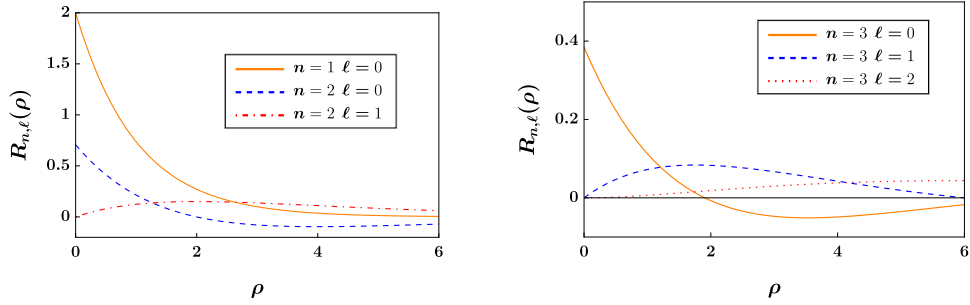 2
1.5
1
0.5
0
0
2
4
6
R_{n,ℓ}(ρ)
ρ
n = 1 ℓ = 0
n = 2 ℓ = 0
n = 2 ℓ = 1
0.4
0.2
0
0
2
4
6
R_{n,ℓ}(ρ)
ρ
n = 3 ℓ = 0
n = 3 ℓ = 1
n = 3 ℓ = 2